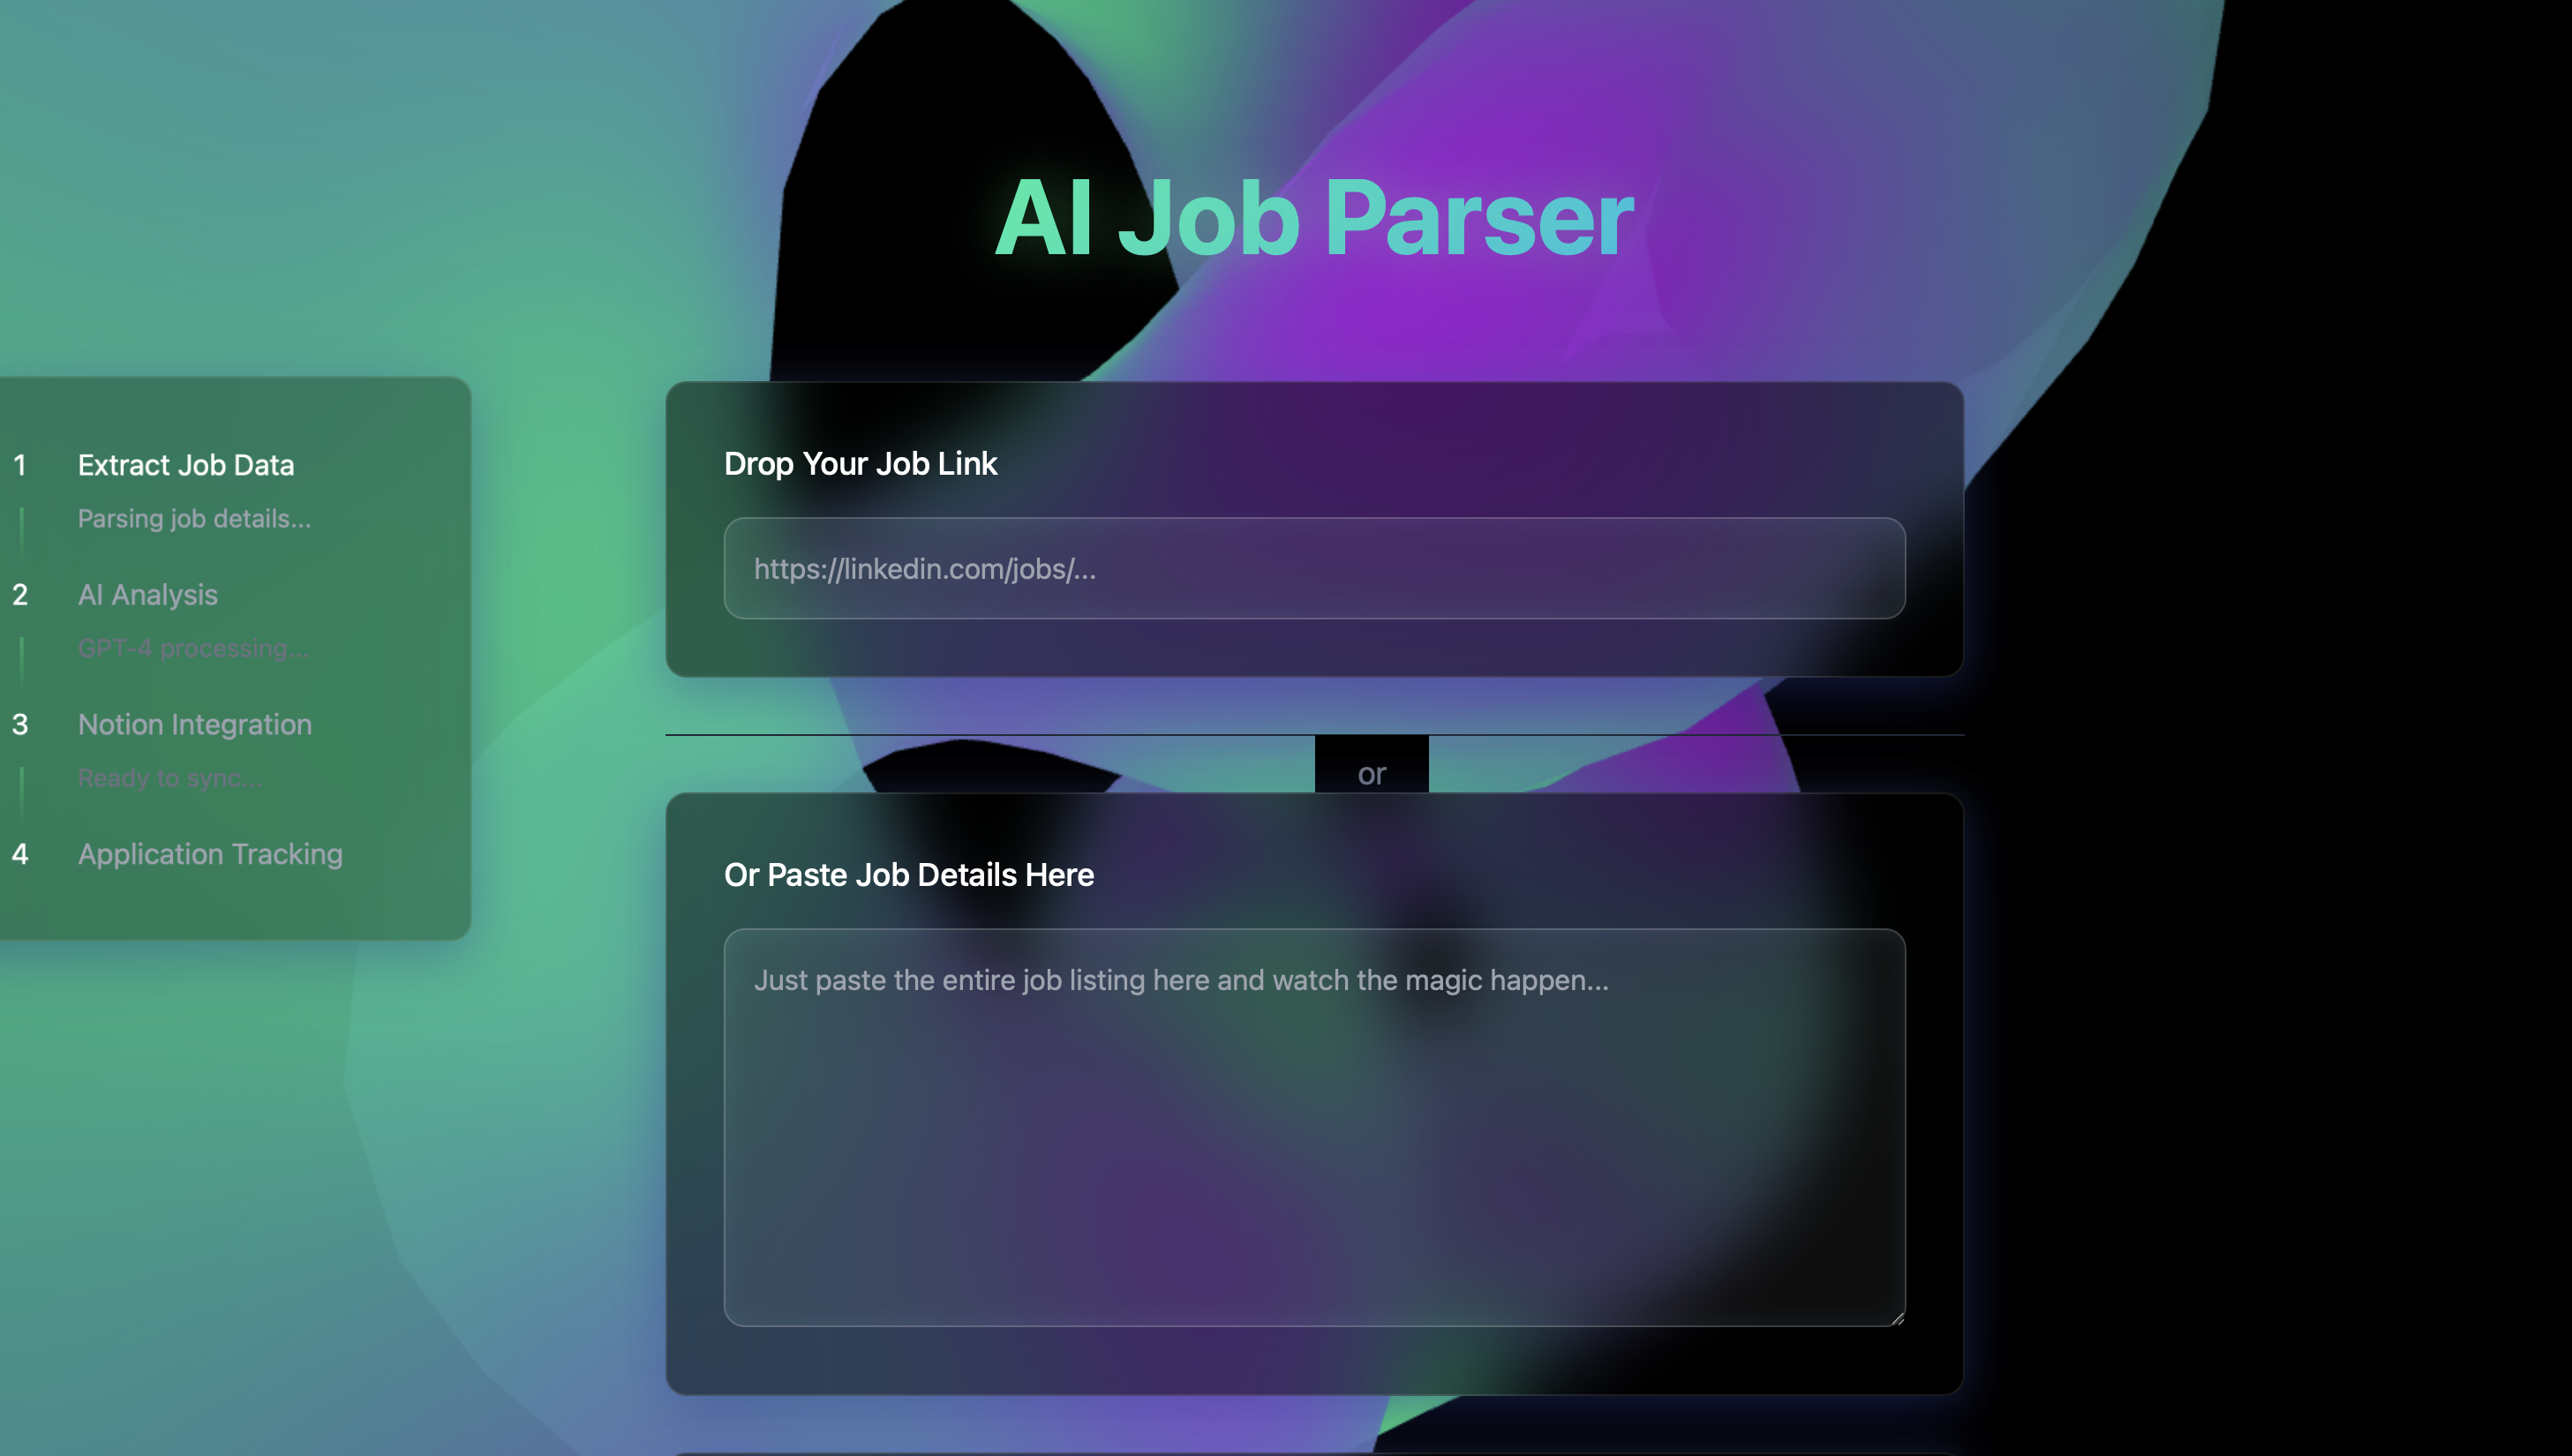 AI Job Parser
1 Extract Job Data
Parsing job details...
2 AI Analysis
GPT-4 processing...
3 Notion Integration
Ready to sync...
4 Application Tracking
Drop Your Job Link
https://linkedin.com/jobs/...
or
Or Paste Job Details Here
Just paste the entire job listing here and watch the magic happen...